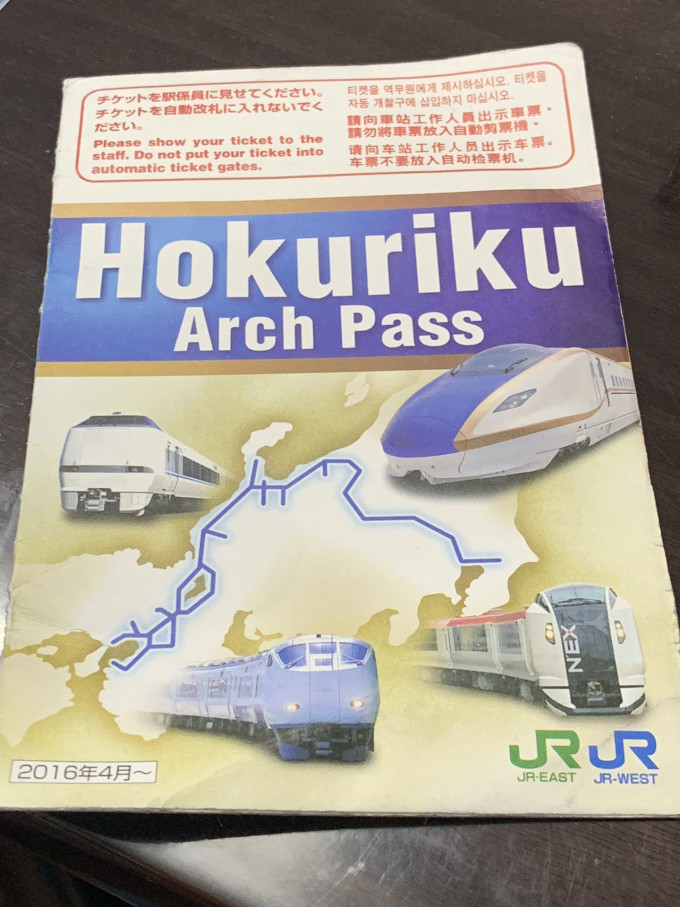 チケットを駅係員に見せてください。
チケットを自動改札に入れないでく
ださい。
Please show your ticket to the
staff. Do not put your ticket into
automatic ticket gates.
티켓을 역무원에게 제시하십시오. 티켓을
자동 개찰구에 삽입하지 마십시오.
請向車站工作人員出示車票。
請勿將車票放入自動剪票機。
请向车站工作人员出示车票。
车票不要放入自动检票机。
Hokuriku
Arch Pass
NEX
JR JR
JR-EAST JR-WEST
2016年4月～